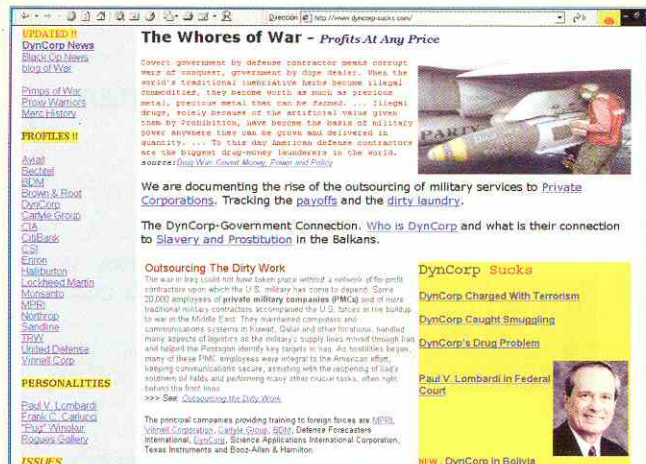 Dirección
http://www.dyncorp-sucks.com/
UPDATED !!
DynCorp News
Black Op News
blog of War
Pimps of War
Proxy Warriors
Merc History
PROFILES !!
Aviall
Bechtel
BDM
Brown & Root
DynCorp
Carlyle Group
CIA
CitiBank
CSI
Enron
Halliburton
Lockheed Martin
Monsanto
MPRI
Northrop
Sandline
TRW
United Defense
Vinnell Corp
PERSONALITIES
Paul V. Lombardi
Frank C. Carlucci
"Pug" Winokur
Rogues Gallery
ISSUES
The Whores of War - Profits At Any Price
Covert government by defense contractor means corrupt
wars of conquest, government by dope dealer. When the
world's traditional inebriative herbs become illegal
commodities, they become worth as much as precious
metal, precious metal that can be farmed. ... Illegal
drugs, solely because of the artificial value given
them by Prohibition, have become the basis of military
power anywhere they can be grown and delivered in
quantity. ... To this day American defense contractors
are the biggest drug-money launderers in the world.
source:Drug War: Covert Money, Power and Policy
PARTY
We are documenting the rise of the outsourcing of military services to Private
Corporations. Tracking the payoffs and the dirty laundry.
The DynCorp-Government Connection. Who is DynCorp and what is their connection
to Slavery and Prostitution in the Balkans.
Outsourcing The Dirty Work
The war in Iraq could not have taken place without a network of for-profit
contractors upon which the U.S. military has come to depend. Some
20,000 employees of private military companies (PMCs) and of more
traditional military contractors accompanied the U.S. forces in the buildup
to war in the Middle East. They maintained computers and
communications systems in Kuwait, Qatar and other locations, handled
many aspects of logistics as the military's supply lines moved through Iraq
and helped the Pentagon identify key targets in Iraq. As hostilities began,
many of these PMC employees were integral to the American effort,
keeping communications secure, assisting with the reopening of Iraq's
southern oil fields and performing many other crucial tasks, often right
behind the front lines.
>>> See: Outsourcing the Dirty Work
The principal companies providing training to foreign forces are MPRI,
Vinnell Corporation, Carlyle Group, BDM, Defense Forecasters
International, DynCorp, Science Applications International Corporation,
Texas Instruments and Booz-Allen & Hamilton.
DynCorp Sucks
DynCorp Charged With Terrorism
DynCorp Caught Smuggling
DynCorp's Drug Problem
Paul V. Lombardi in Federal
Court
NEW - DynCorp in Bolivia